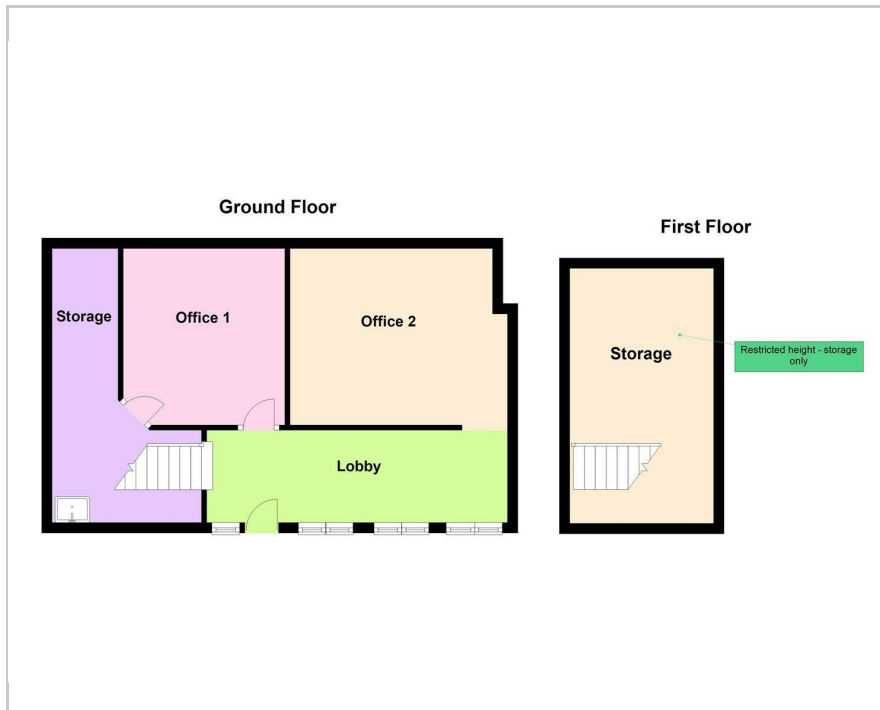 Ground Floor
First Floor
Storage
Office 1
Office 2
Lobby
Storage
Restricted height - storage
only